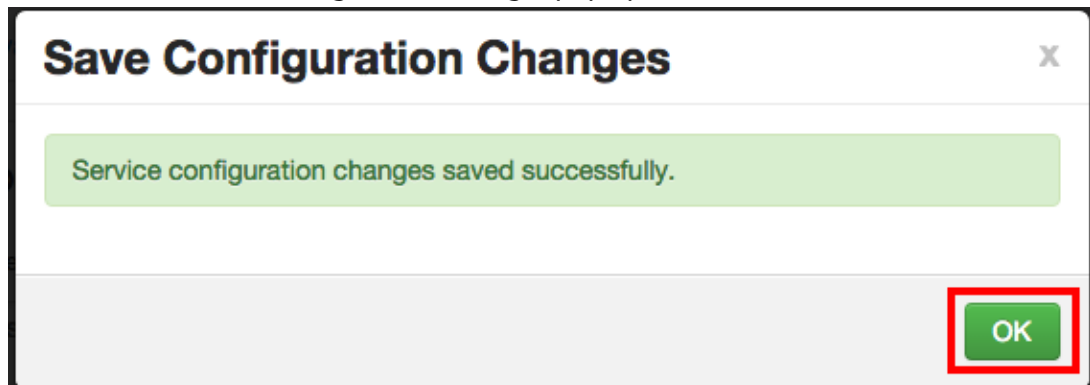 Save Configuration Changes
x
Service configuration changes saved successfully.
OK